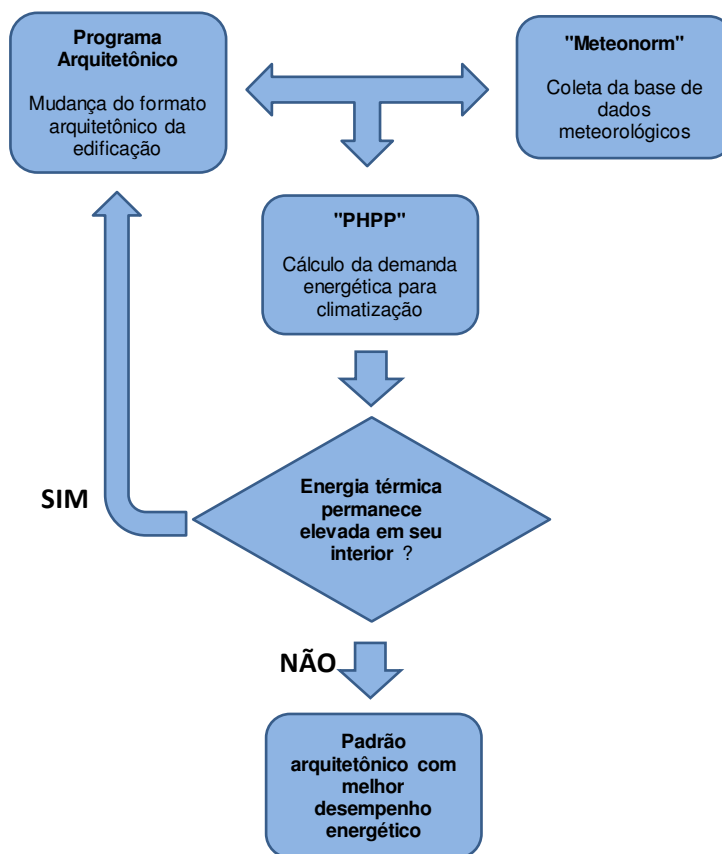 Programa
Arquitetônico
Mudança do formato
arquitetônico da
edificação
"Meteonorm"
Coleta da base de
dados
meteorológicos
"PHPP"
Cálculo da demanda
energética para
climatização
Energia térmica
permanece
elevada em seu
interior ?
SIM
NÃO
Padrão
arquitetônico com
melhor
desempenho
energético